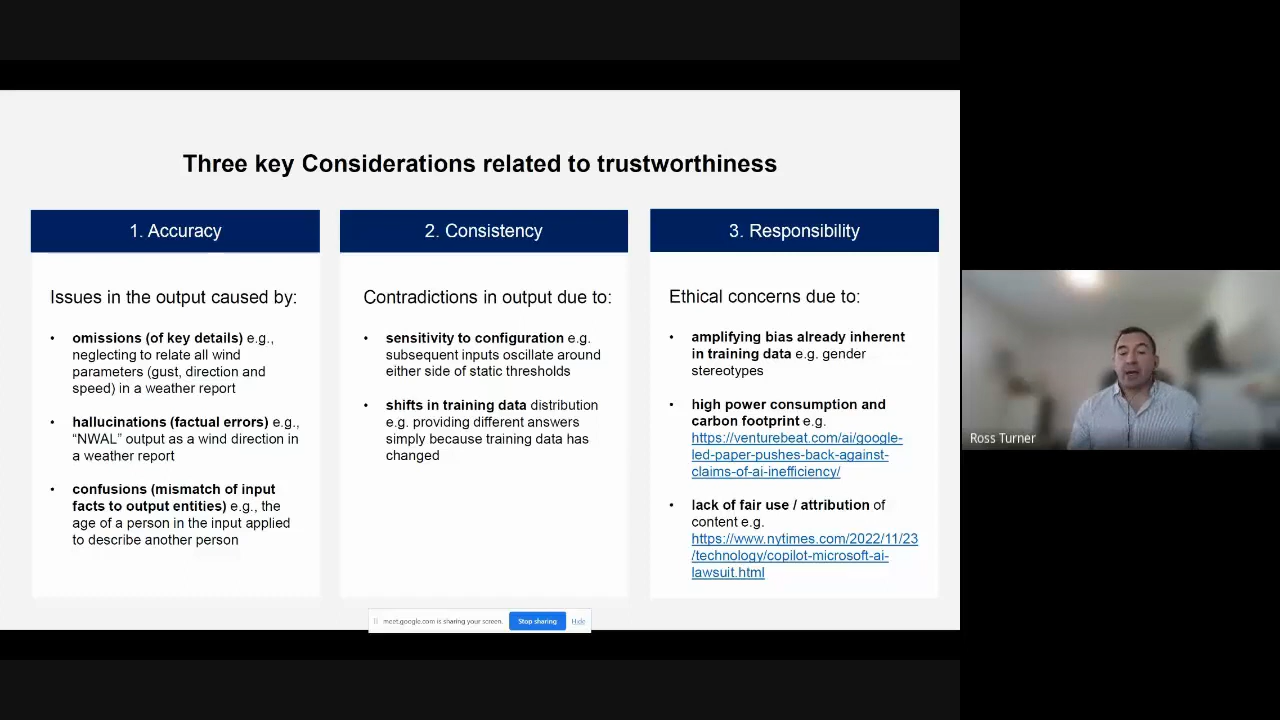 Three key Considerations related to trustworthiness
1. Accuracy
Issues in the output caused by:
• omissions (of key details) e.g.,
neglecting to relate all wind
parameters (gust, direction and
speed) in a weather report
• hallucinations (factual errors) e.g.,
“NWAL” output as a wind direction in
a weather report
• confusions (mismatch of input
facts to output entities) e.g., the
age of a person in the input applied
to describe another person
2. Consistency
Contradictions in output due to:
• sensitivity to configuration e.g.
subsequent inputs oscillate around
either side of static thresholds
• shifts in training data distribution
e.g. providing different answers
simply because training data has
changed
3. Responsibility
Ethical concerns due to:
• amplifying bias already inherent
in training data e.g. gender
stereotypes
• high power consumption and
carbon footprint e.g.
https://venturebeat.com/ai/google-
led-paper-pushes-back-against-
claims-of-ai-inefficiency/
• lack of fair use / attribution of
content e.g.
https://www.nytimes.com/2022/11/23
/technology/copilot-microsoft-ai-
lawsuit.html
meet.google.com is sharing your screen.
Stop sharing
Hide
Ross Turner